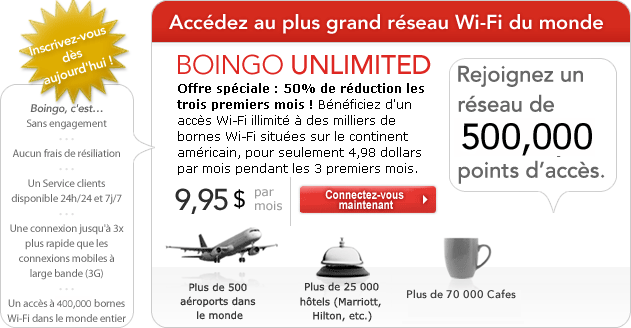 Inscrivez-vous
dès
aujourd'hui !
Boingo, c'est...
Sans engagement
Aucun frais de résiliation
Un Service clients
disponible 24h/24 et 7j/7
Une connexion jusqu'à 3x
plus rapide que les
connexions mobiles à
large bande (3G)
Un accès à 400,000 bornes
Wi-Fi dans le monde entier
Accédez au plus grand réseau Wi-Fi du monde
BOINGO UNLIMITED
Offre spéciale : 50% de réduction les
trois premiers mois ! Bénéficiez d'un
accès Wi-Fi illimité à des milliers de
bornes Wi-Fi situées sur le continent
américain, pour seulement 4,98 dollars
par mois pendant les 3 premiers mois.
9,95 $ par
mois
Connectez-vous
maintenant
Rejoignez un
réseau de
500,000
points d'accès.
Plus de 500
aéroports dans
le monde
Plus de 25 000
hôtels (Marriott,
Hilton, etc.)
Plus de 70 000 Cafes